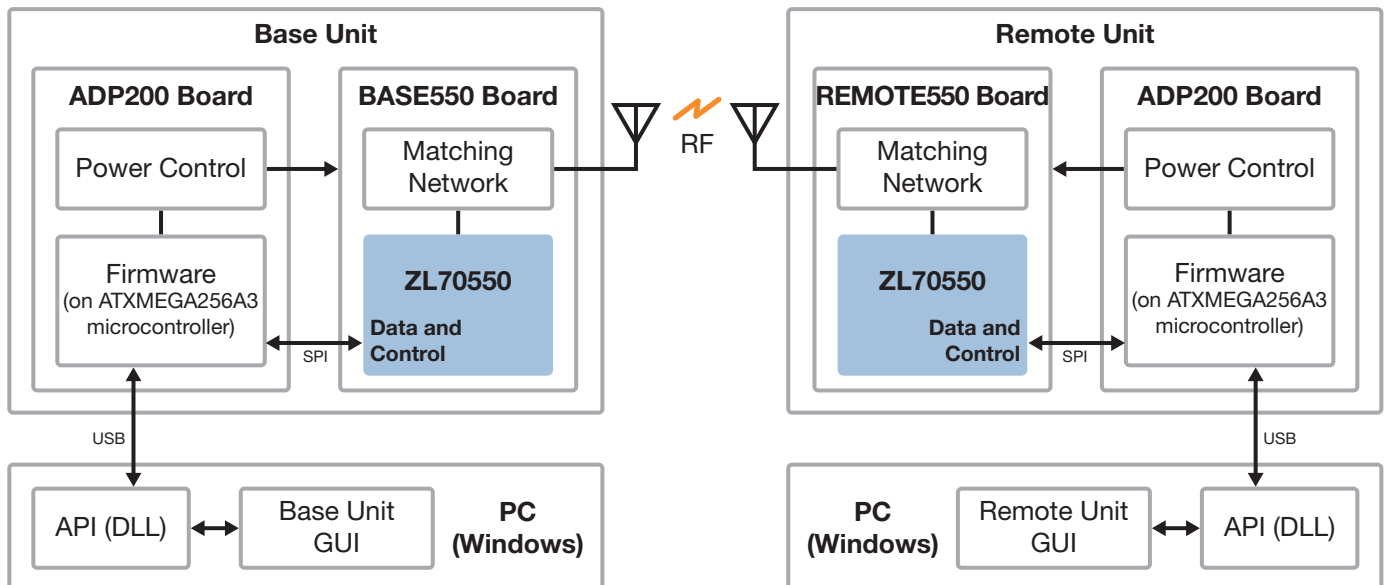 Base Unit
ADP200 Board
BASE550 Board
Power Control
Matching
Network
Firmware
(on ATXMEGA256A3
microcontroller)
ZL70550
Data and
Control
SPI
RF
Remote Unit
REMOTE550 Board
ADP200 Board
Matching
Network
Power Control
ZL70550
Data and
Control
Firmware
(on ATXMEGA256A3
microcontroller)
SPI
USB
API (DLL)
Base Unit
GUI
PC
(Windows)
USB
PC
(Windows)
Remote Unit
GUI
API (DLL)